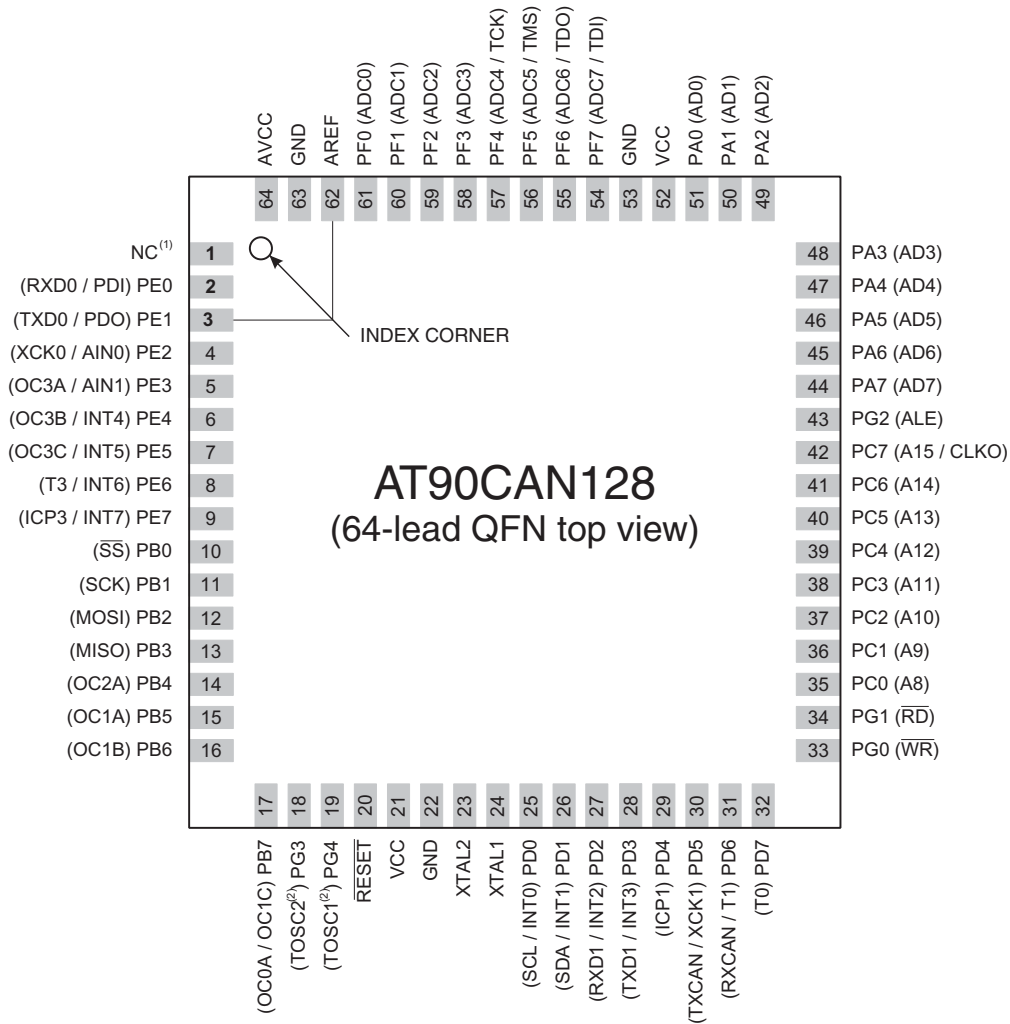 AVCC
GND
AREF
PF0 (ADC0)
PF1 (ADC1)
PF2 (ADC2)
PF3 (ADC3)
PF4 (ADC4 / TCK)
PF5 (ADC5 / TMS)
PF6 (ADC6 / TDO)
PF7 (ADC7 / TDI)
GND
VCC
PA0 (AD0)
PA1 (AD1)
PA2 (AD2)
64
63
62
61
60
59
58
57
56
55
54
53
52
51
50
49
NC(1) 1
(RXD0 / PDI) PE0 2
(TXD0 / PDO) PE1 3
(XCK0 / AIN0) PE2 4
(OC3A / AIN1) PE3 5
(OC3B / INT4) PE4 6
(OC3C / INT5) PE5 7
(T3 / INT6) PE6 8
(ICP3 / INT7) PE7 9
(SS) PB0 10
(SCK) PB1 11
(MOSI) PB2 12
(MISO) PB3 13
(OC2A) PB4 14
(OC1A) PB5 15
(OC1B) PB6 16
INDEX CORNER
AT90CAN128
(64-lead QFN top view)
48 PA3 (AD3)
47 PA4 (AD4)
46 PA5 (AD5)
45 PA6 (AD6)
44 PA7 (AD7)
43 PG2 (ALE)
42 PC7 (A15 / CLKO)
41 PC6 (A14)
40 PC5 (A13)
39 PC4 (A12)
38 PC3 (A11)
37 PC2 (A10)
36 PC1 (A9)
35 PC0 (A8)
34 PG1 (RD)
33 PG0 (WR)
17
18
19
20
21
22
23
24
25
26
27
28
29
30
31
32
(OC0A / OC1C) PB7
(TOSC2(2)) PG3
(TOSC1(2)) PG4
RESET
VCC
GND
XTAL2
XTAL1
(SCL / INT0) PD0
(SDA / INT1) PD1
(RXD1 / INT2) PD2
(TXD1 / INT3) PD3
(ICP1) PD4
(TXCAN / XCK1) PD5
(RXCAN / T1) PD6
(T0) PD7